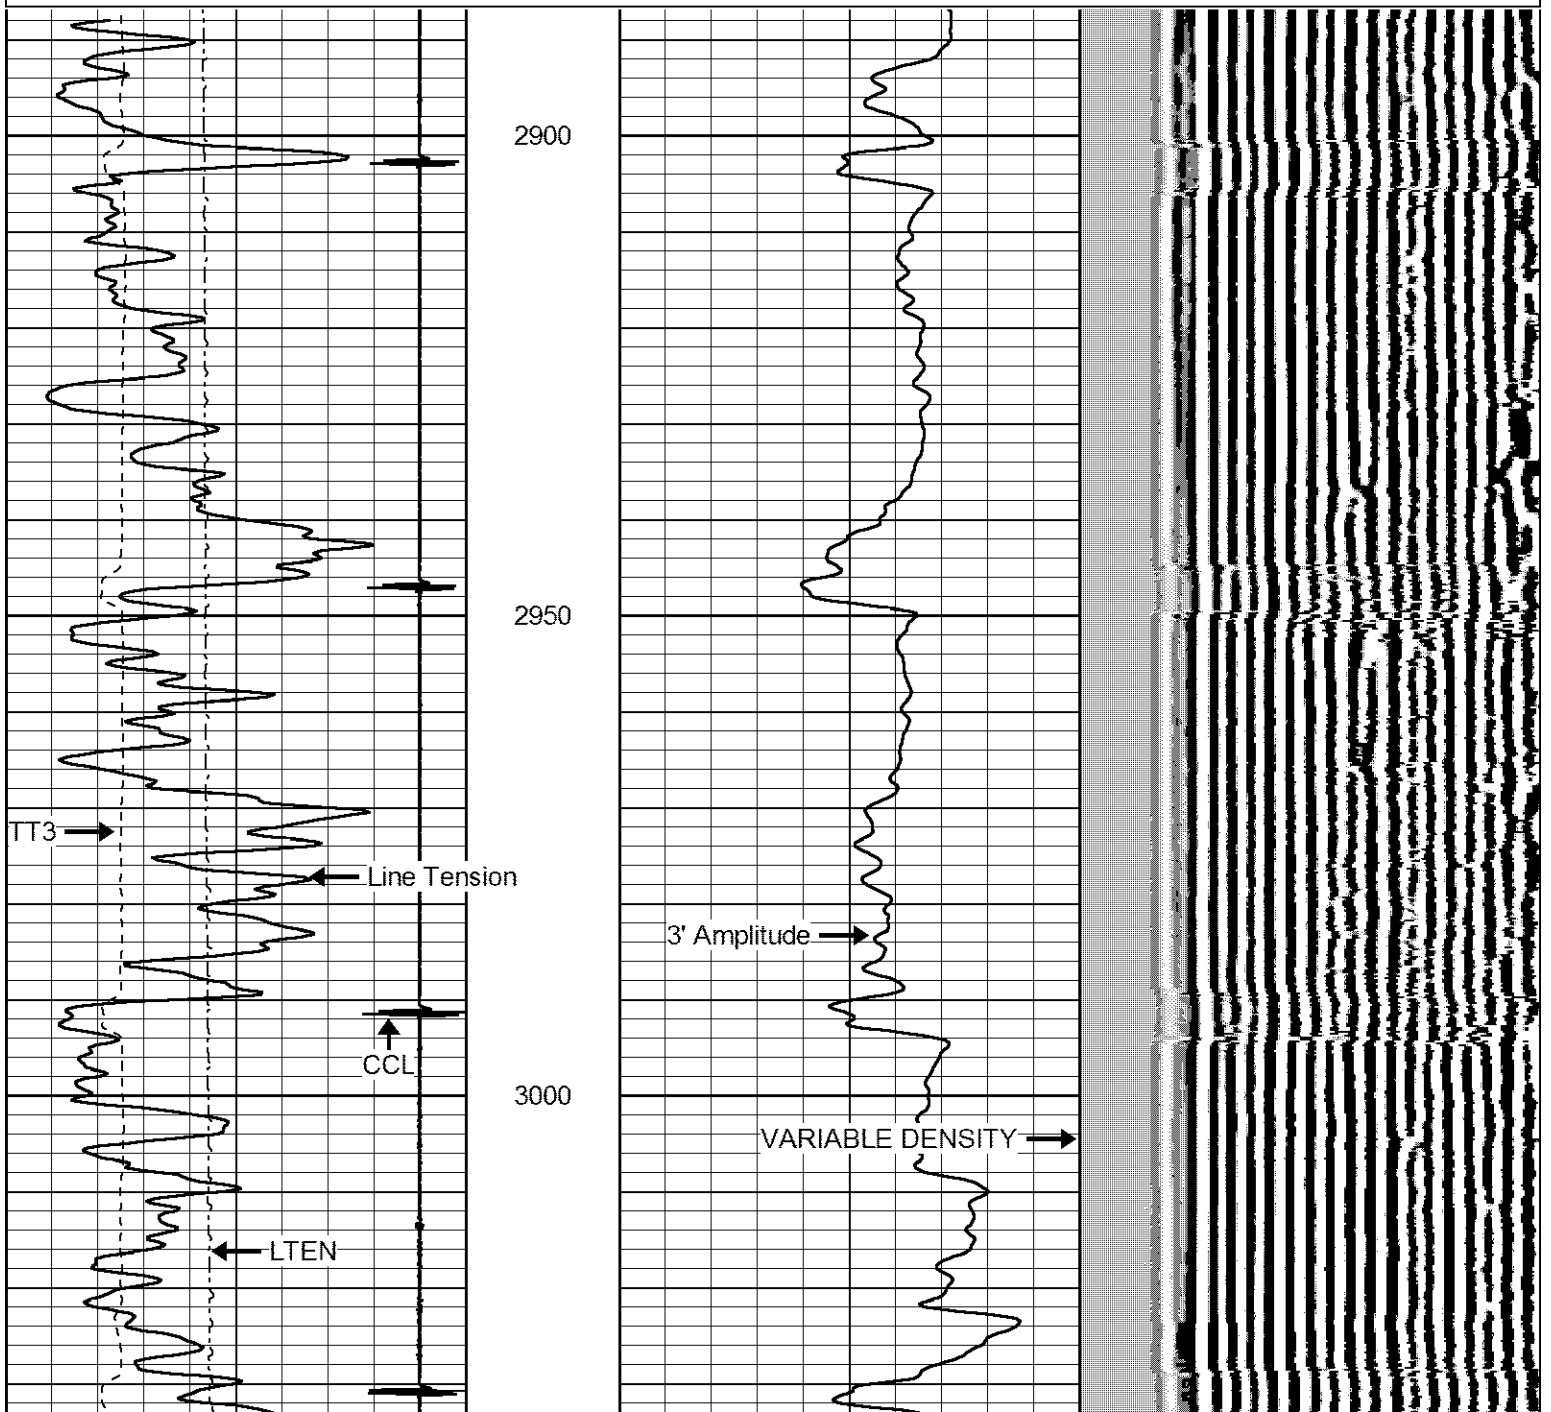 2900
2950
TT3
Line Tension
3' Amplitude
CCL
3000
VARIABLE DENSITY
LTEN